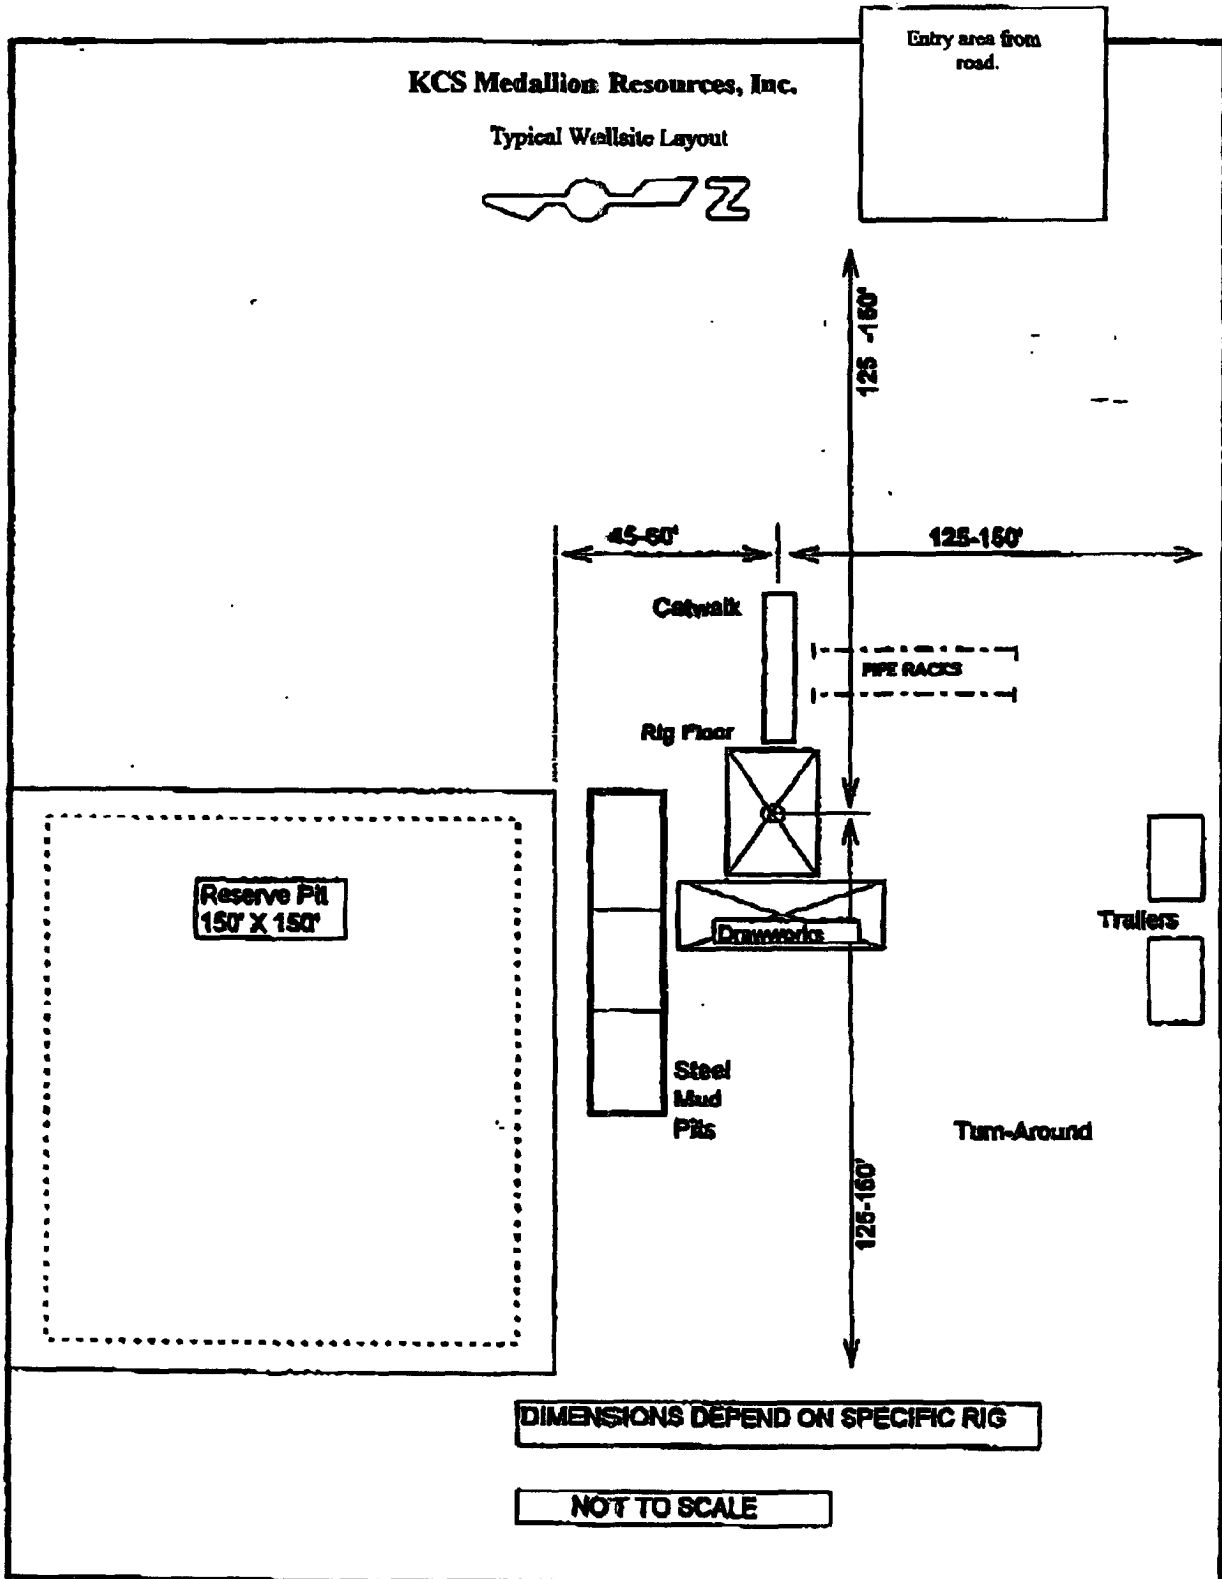 Entry area from
road.
KCS Medallion Resources, Inc.
Typical Wellsite Layout
N
125 -150'
45-60'
125-150'
Catwalk
PIPE RACKS
Rig Floor
Reserve Pit
150' X 150'
Drawworks
Trailers
Steel
Mud
Pits
Turn-Around
125-150'
DIMENSIONS DEPEND ON SPECIFIC RIG
NOT TO SCALE